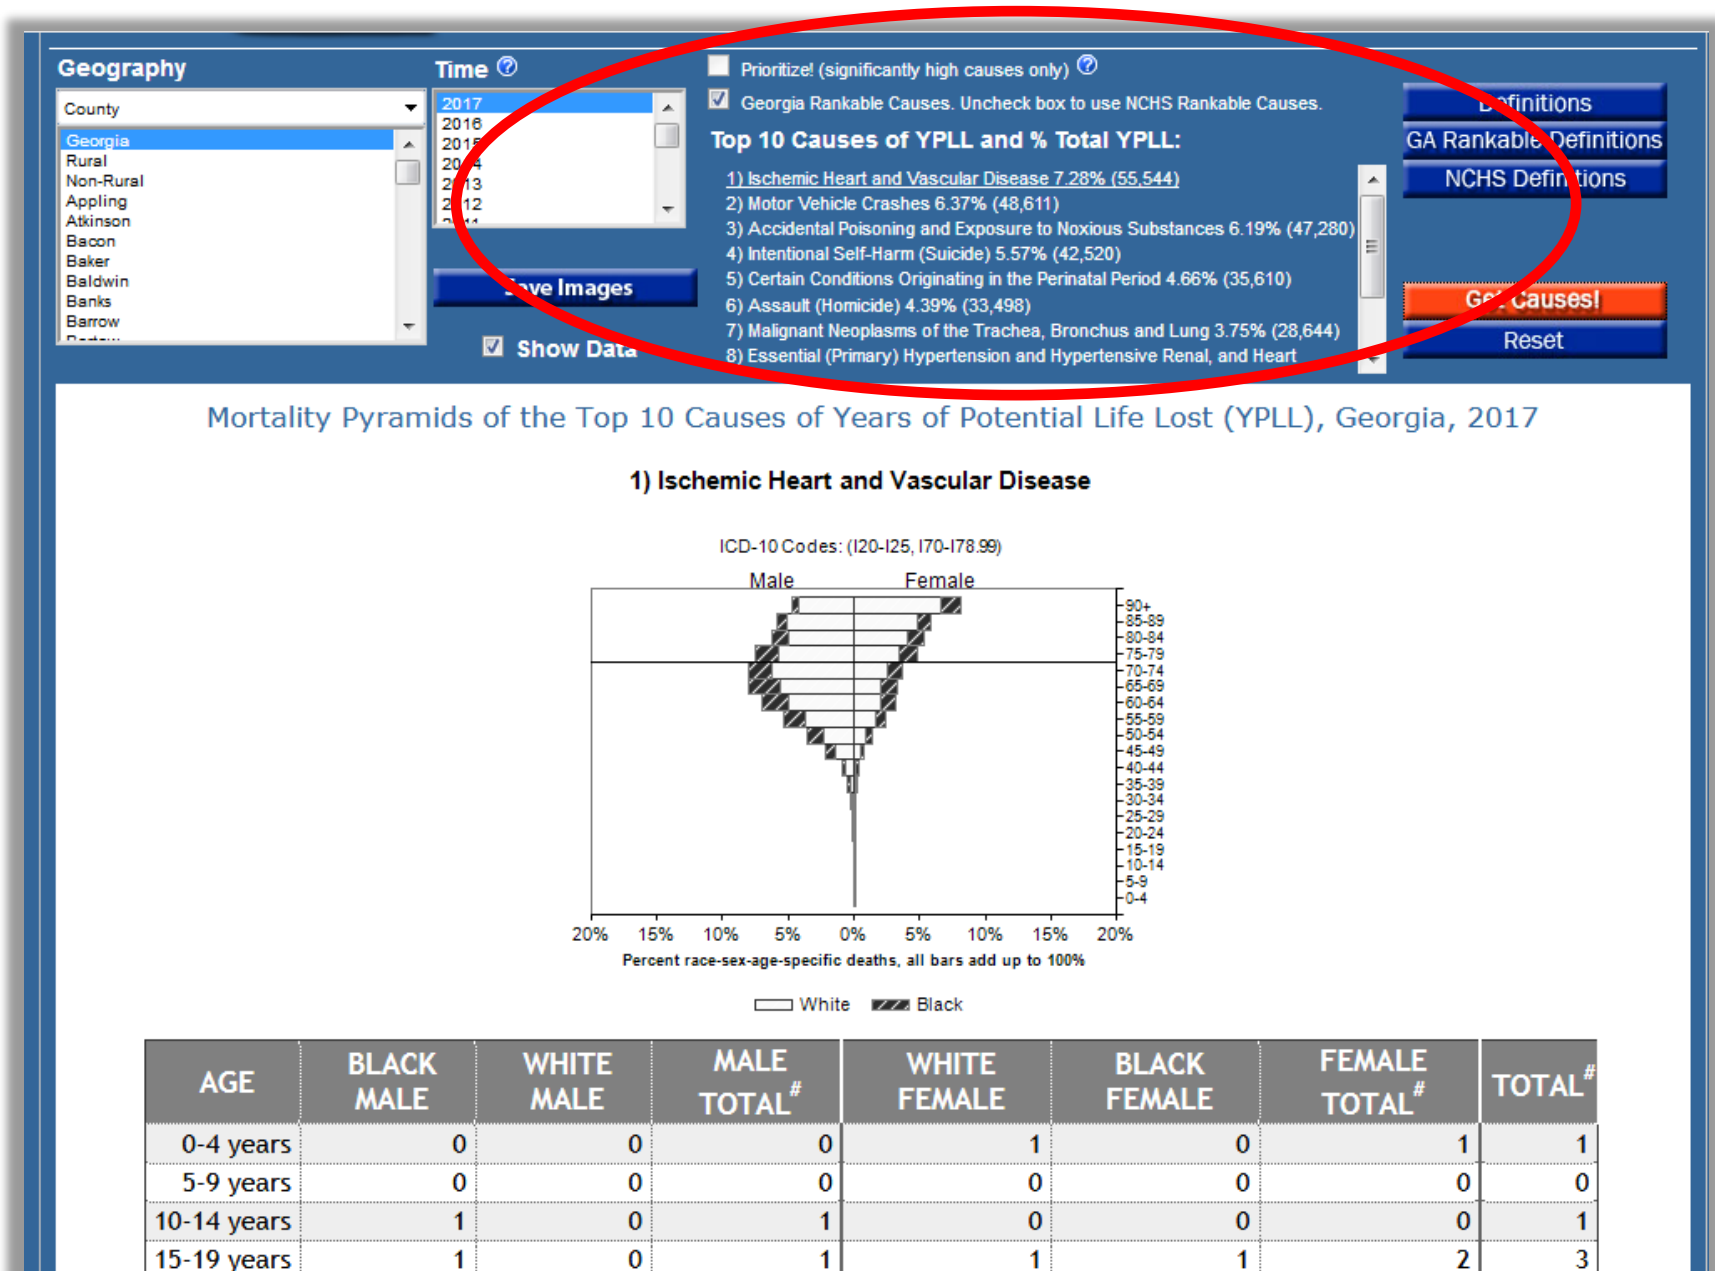 Geography
County
Georgia
Rural
Non-Rural
Appling
Atkinson
Bacon
Baker
Baldwin
Banks
Barrow
Time
2017
2016
2015
2014
2013
2012
Save Images
Show Data
Prioritize! (significantly high causes only)
Georgia Rankable Causes. Uncheck box to use NCHS Rankable Causes.
Top 10 Causes of YPLL and % Total YPLL:
1) Ischemic Heart and Vascular Disease 7.28% (55,544)
2) Motor Vehicle Crashes 6.37% (48,611)
3) Accidental Poisoning and Exposure to Noxious Substances 6.19% (47,280)
4) Intentional Self-Harm (Suicide) 5.57% (42,520)
5) Certain Conditions Originating in the Perinatal Period 4.66% (35,610)
6) Assault (Homicide) 4.39% (33,498)
7) Malignant Neoplasms of the Trachea, Bronchus and Lung 3.75% (28,644)
8) Essential (Primary) Hypertension and Hypertensive Renal, and Heart
Definitions
GA Rankable Definitions
NCHS Definitions
Get Causes!
Reset
Mortality Pyramids of the Top 10 Causes of Years of Potential Life Lost (YPLL), Georgia, 2017
1) Ischemic Heart and Vascular Disease
ICD-10 Codes: (I20-I25, I70-I78.99)
Male Female
90+
85-89
80-84
75-79
70-74
65-69
60-64
55-59
50-54
45-49
40-44
35-39
30-34
25-29
20-24
15-19
10-14
5-9
0-4
20% 15% 10% 5% 0% 5% 10% 15% 20%
Percent race-sex-age-specific deaths, all bars add up to 100%
White Black
AGE BLACK MALE WHITE MALE MALE TOTAL# WHITE FEMALE BLACK FEMALE FEMALE TOTAL# TOTAL#
0-4 years 0 0 0 1 0 1 1
5-9 years 0 0 0 0 0 0 0
10-14 years 1 0 1 0 0 0 1
15-19 years 1 0 1 1 1 2 3